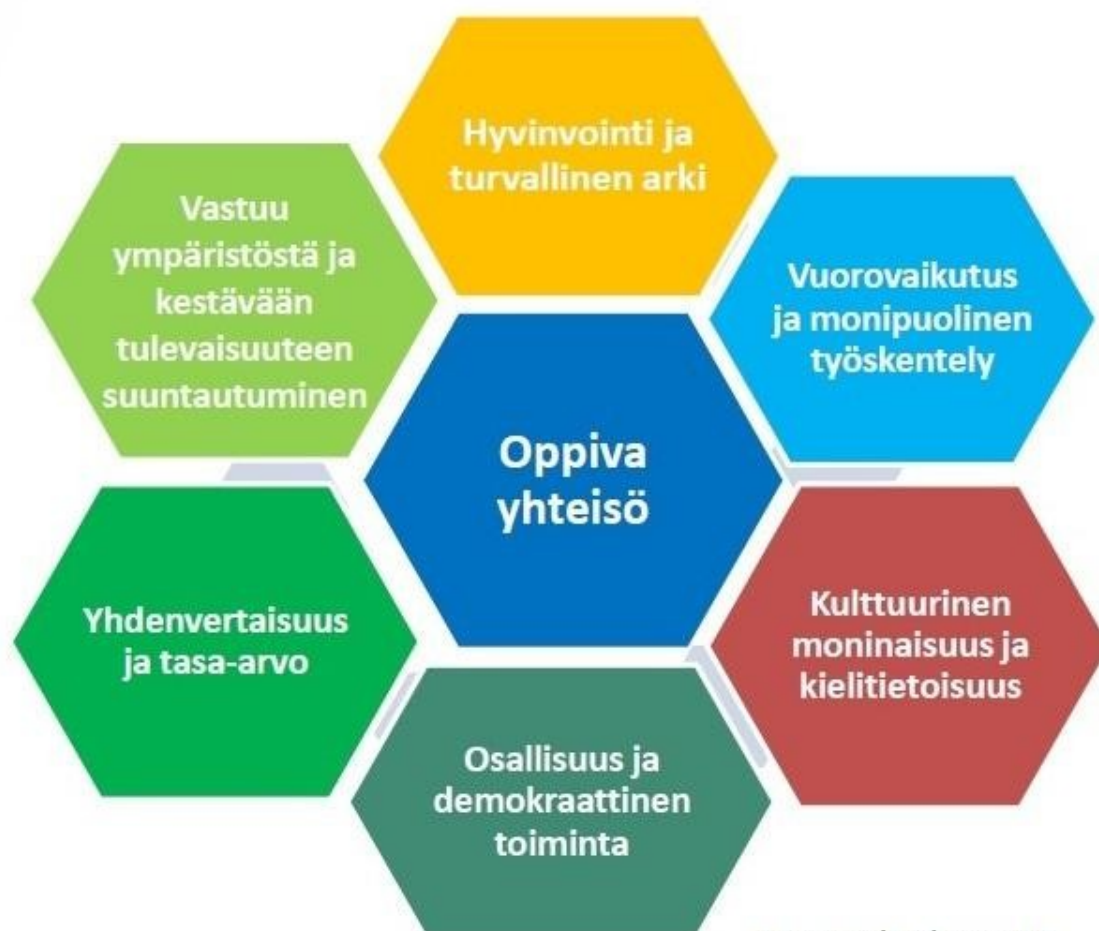 Hyvinvointi ja
turvallinen arki
Vastuu
ympäristöstä ja
kestävään
tulevaisuuteen
suuntautuminen
Vuorovaikutus
ja monipuolinen
työskentely
Oppiva
yhteisö
Yhdenvertaisuus
ja tasa-arvo
Kulttuurinen
moninaisuus ja
kielitietoisuus
Osallisuus ja
demokraattinen
toiminta